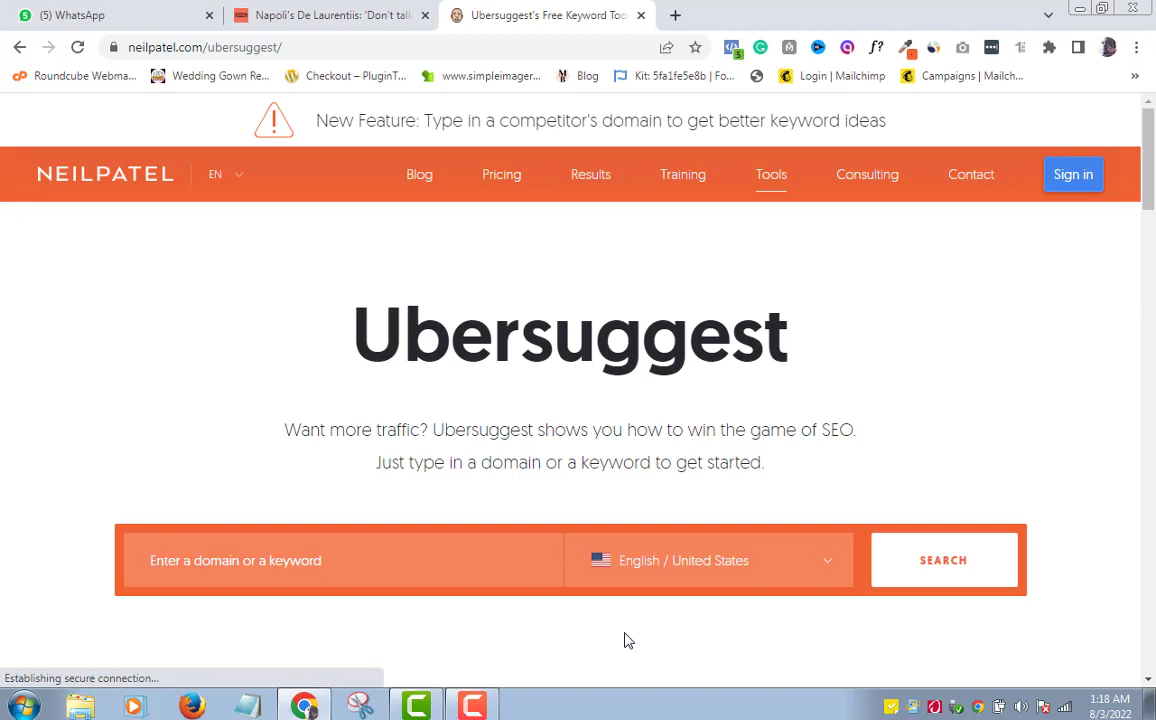 (5) WhatsApp
Napoli's De Laurentiis: 'Don't talk
Ubersuggest's Free Keyword Too
neilpatel.com/ubersuggest/
5
f?
Roundcube Webma...
Wedding Gown Re...
Checkout – PluginT...
www.simpleimager...
Blog
Kit: 5fa1fe5e8b | Fo...
Login | Mailchimp
Campaigns | Mailch...
»
New Feature: Type in a competitor's domain to get better keyword ideas
NEILPATEL
EN
Blog
Pricing
Results
Training
Tools
Consulting
Contact
Sign in
Ubersuggest
Want more traffic? Ubersuggest shows you how to win the game of SEO.
Just type in a domain or a keyword to get started.
Enter a domain or a keyword
English / United States
SEARCH
Establishing secure connection...
1:18 AM
8/3/2022